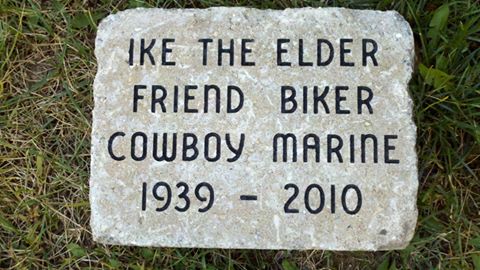 IKE THE ELDER
FRIEND BIKER
COWBOY MARINE
1939 - 2010